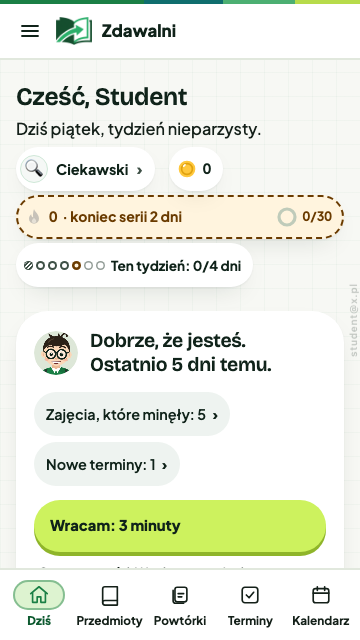 Zdawalni
Cześć, Student
Dziś piątek, tydzień nieparzysty.
Ciekawski ›
0
0 · koniec serii 2 dni
0/30
Ten tydzień: 0/4 dni
student@x.pl
Dobrze, że jesteś.
Ostatnio 5 dni temu.
Zajęcia, które minęły: 5 ›
Nowe terminy: 1 ›
Wracam: 3 minuty
Dziś
Przedmioty
Powtórki
Terminy
Kalendarz